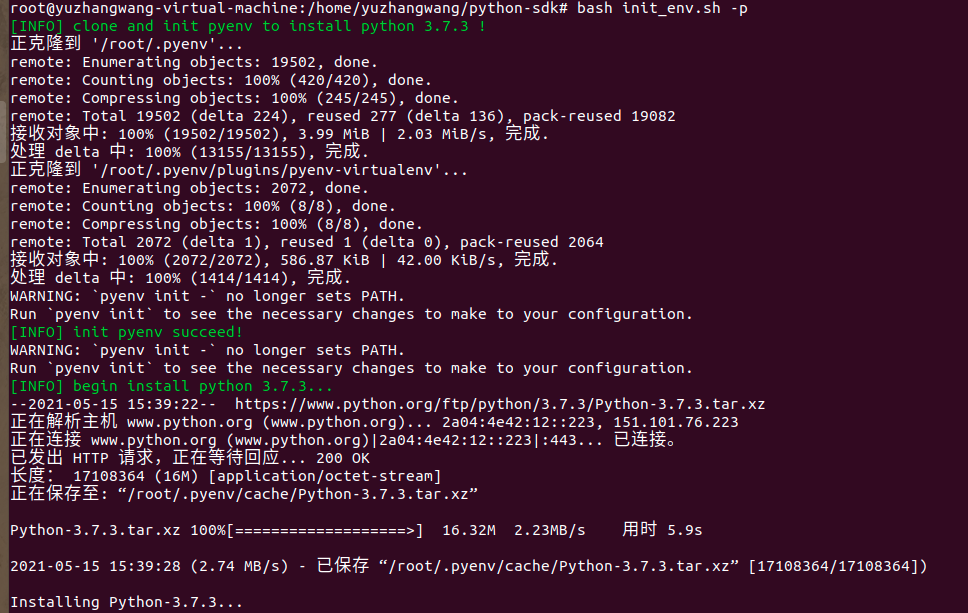 root@yuzhangwang-virtual-machine:/home/yuzhangwang/python-sdk# bash init_env.sh -p
[INFO] clone and init pyenv to install python 3.7.3 !
正克隆到 '/root/.pyenv'...
remote: Enumerating objects: 19502, done.
remote: Counting objects: 100% (420/420), done.
remote: Compressing objects: 100% (245/245), done.
remote: Total 19502 (delta 224), reused 277 (delta 136), pack-reused 19082
接收对象中: 100% (19502/19502), 3.99 MiB | 2.03 MiB/s, 完成.
处理 delta 中: 100% (13155/13155), 完成.
正克隆到 '/root/.pyenv/plugins/pyenv-virtualenv'...
remote: Enumerating objects: 2072, done.
remote: Counting objects: 100% (8/8), done.
remote: Compressing objects: 100% (8/8), done.
remote: Total 2072 (delta 1), reused 1 (delta 0), pack-reused 2064
接收对象中: 100% (2072/2072), 586.87 KiB | 42.00 KiB/s, 完成.
处理 delta 中: 100% (1414/1414), 完成.
WARNING: `pyenv init -` no longer sets PATH.
Run `pyenv init` to see the necessary changes to make to your configuration.
[INFO] init pyenv succeed!
WARNING: `pyenv init -` no longer sets PATH.
Run `pyenv init` to see the necessary changes to make to your configuration.
[INFO] begin install python 3.7.3...
--2021-05-15 15:39:22--  https://www.python.org/ftp/python/3.7.3/Python-3.7.3.tar.xz
正在解析主机 www.python.org (www.python.org)... 2a04:4e42:12::223, 151.101.76.223
正在连接 www.python.org (www.python.org)|2a04:4e42:12::223|:443... 已连接。
已发出 HTTP 请求，正在等待回应... 200 OK
长度： 17108364 (16M) [application/octet-stream]
正在保存至: “/root/.pyenv/cache/Python-3.7.3.tar.xz”
Python-3.7.3.tar.xz 100%[===================>]  16.32M  2.23MB/s    用时 5.9s
2021-05-15 15:39:28 (2.74 MB/s) - 已保存 “/root/.pyenv/cache/Python-3.7.3.tar.xz” [17108364/17108364])
Installing Python-3.7.3...